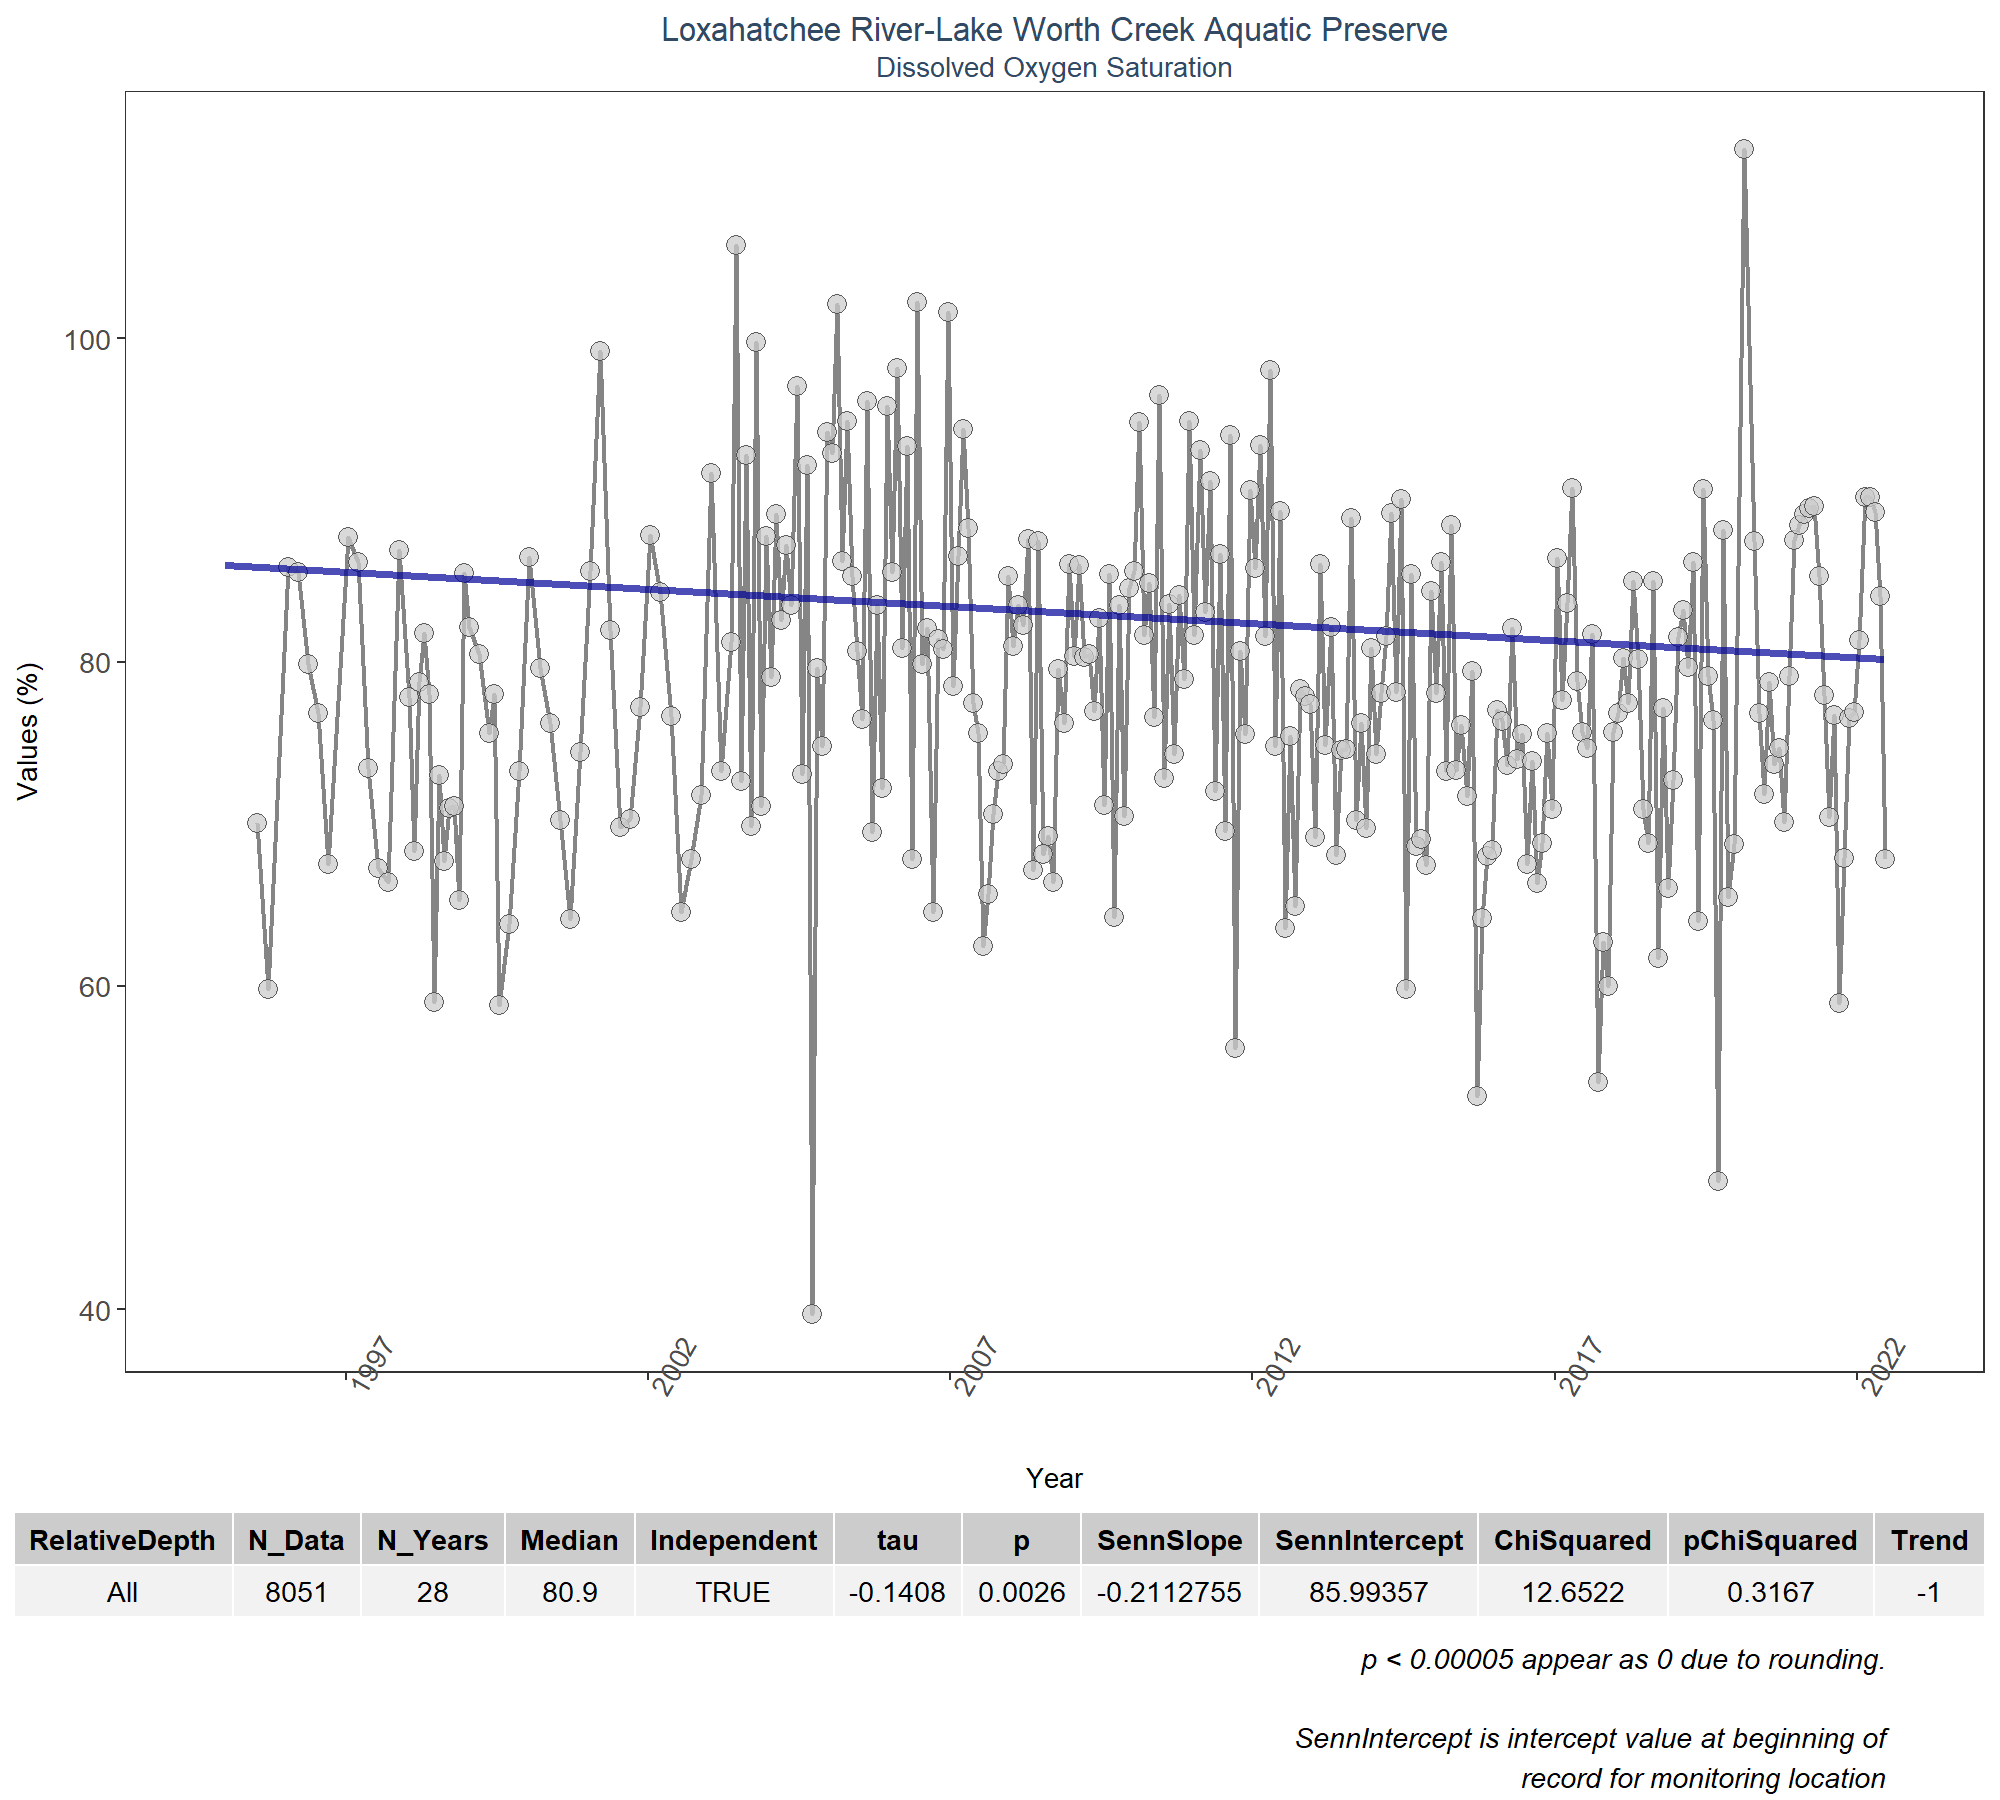 Loxahatchee River-Lake Worth Creek Aquatic Preserve
Dissolved Oxygen Saturation
Values (%)
100
80
60
40
1997
2002
2007
2012
2017
2022
Year
RelativeDepth N_Data N_Years Median Independent tau p SennSlope SennIntercept ChiSquared pChiSquared Trend
All 8051 28 80.9 TRUE -0.1408 0.0026 -0.2112755 85.99357 12.6522 0.3167 -1
p < 0.00005 appear as 0 due to rounding.
SennIntercept is intercept value at beginning of
record for monitoring location